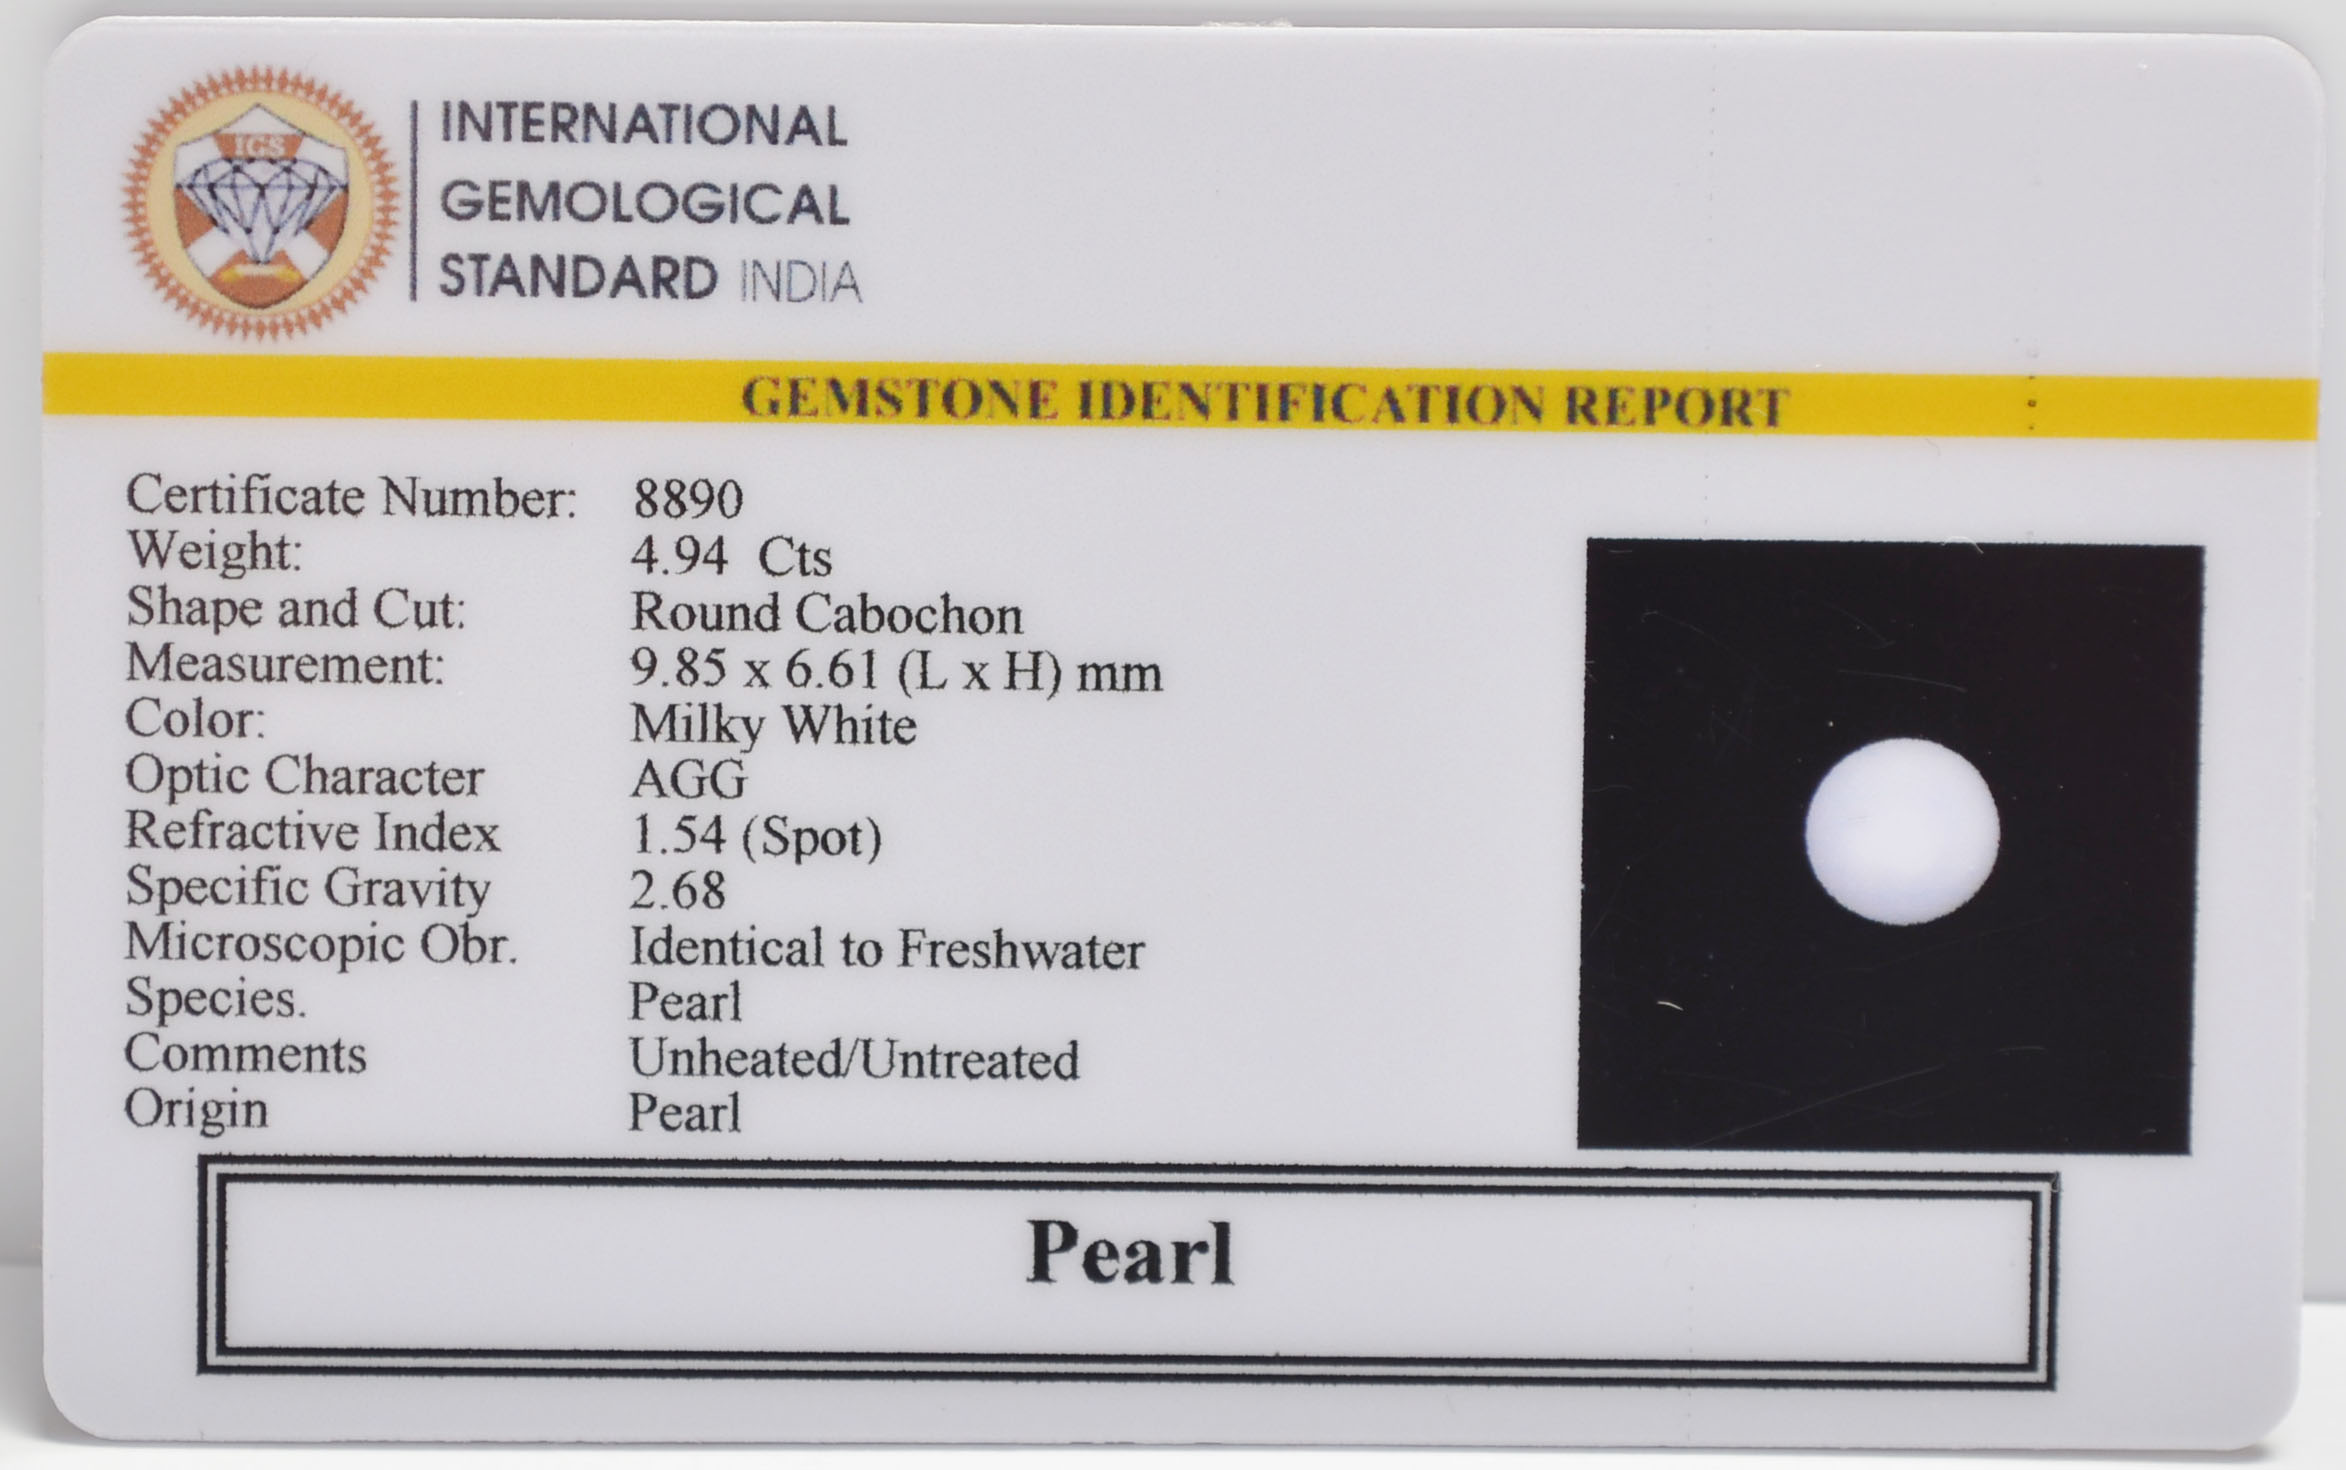 IGS
INTERNATIONAL
GEMOLOGICAL
STANDARD INDIA
GEMSTONE IDENTIFICATION REPORT
Certificate Number: 8890
Weight: 4.94 Cts
Shape and Cut: Round Cabochon
Measurement: 9.85 x 6.61 (L x H) mm
Color: Milky White
Optic Character AGG
Refractive Index 1.54 (Spot)
Specific Gravity 2.68
Microscopic Obr. Identical to Freshwater
Species. Pearl
Comments Unheated/Untreated
Origin Pearl
Pearl